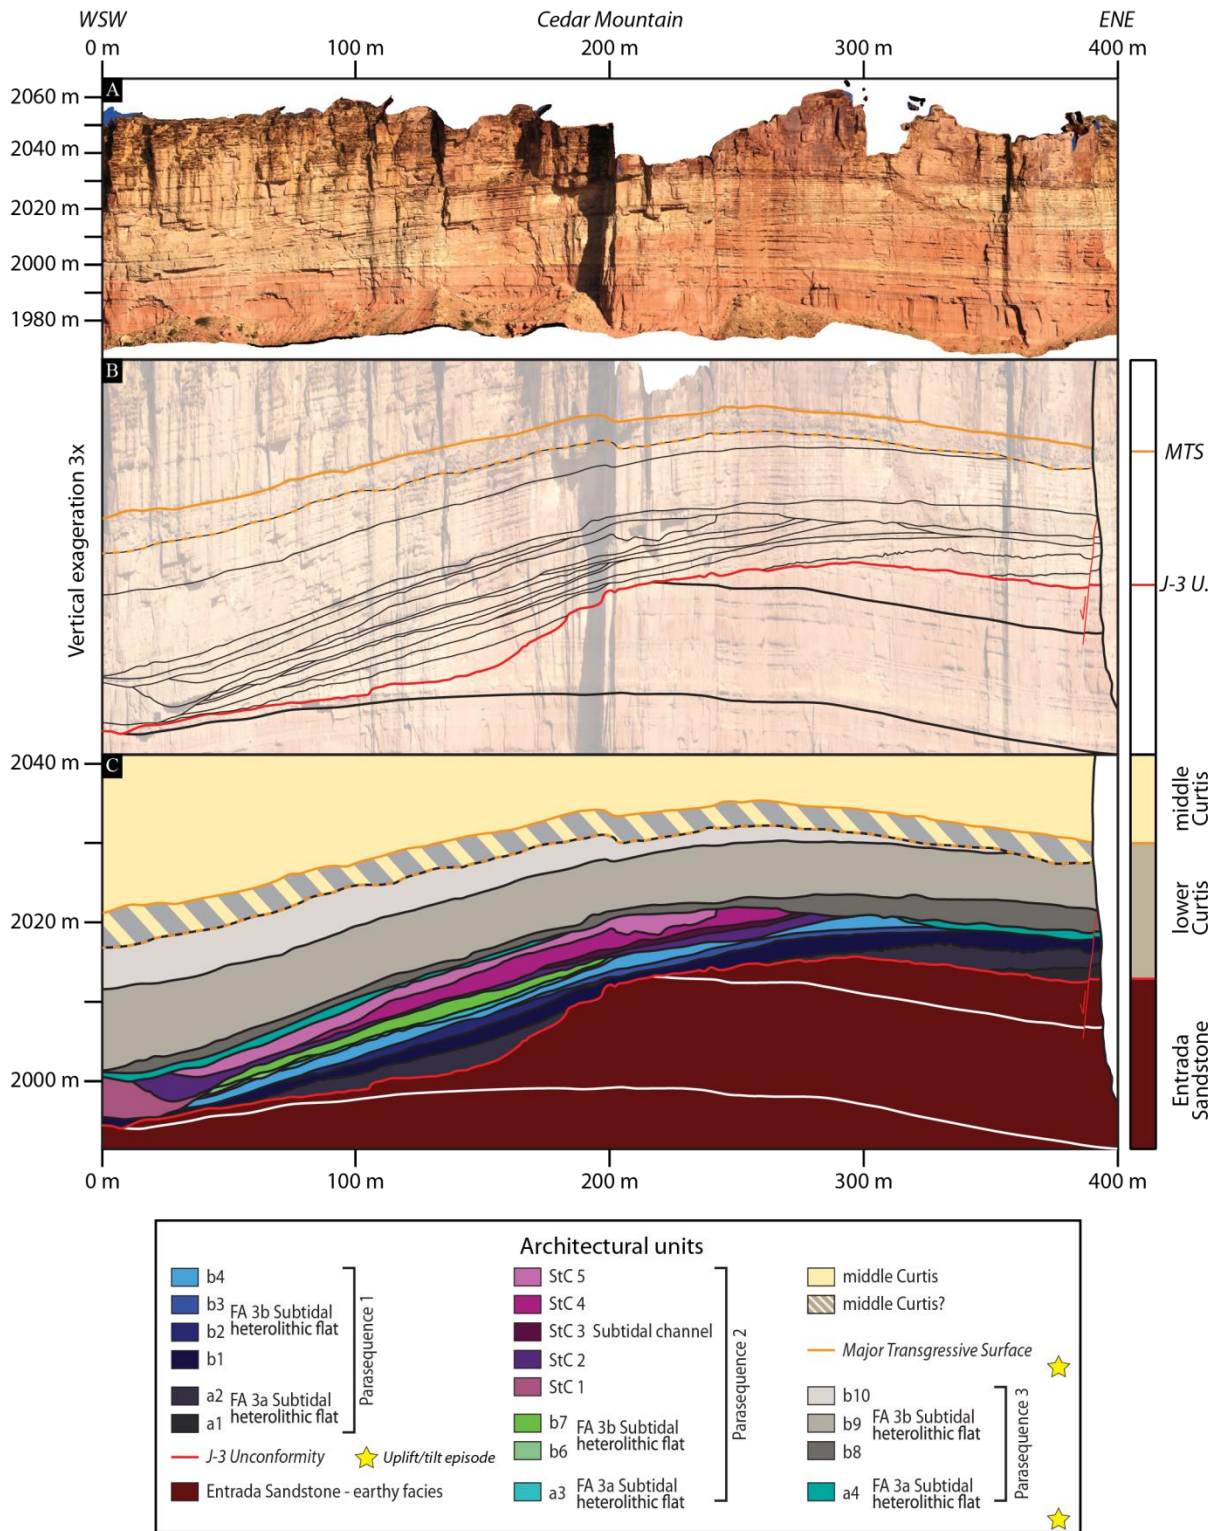 WSW Cedar Mountain ENE
0 m 100 m 200 m 300 m 400 m
A
2060 m
2040 m
2020 m
2000 m
1980 m
B
Vertical exageration 3x
MTS
J-3 U.
C
2040 m
2020 m
2000 m
middle Curtis
lower Curtis
Entrada Sandstone
0 m 100 m 200 m 300 m 400 m
Architectural units
b4
b3
b2
b1
FA 3b Subtidal
heterolithic flat
a2
a1
FA 3a Subtidal
heterolithic flat
Parasequence 1
J-3 Unconformity
Uplift/tilt episode
Entrada Sandstone - earthy facies
StC 5
StC 4
StC 3 Subtidal channel
StC 2
StC 1
b7
b6
FA 3b Subtidal
heterolithic flat
a3
FA 3a Subtidal
heterolithic flat
Parasequence 2
middle Curtis
middle Curtis?
Major Transgressive Surface
b10
b9
b8
FA 3b Subtidal
heterolithic flat
a4
FA 3a Subtidal
heterolithic flat
Parasequence 3